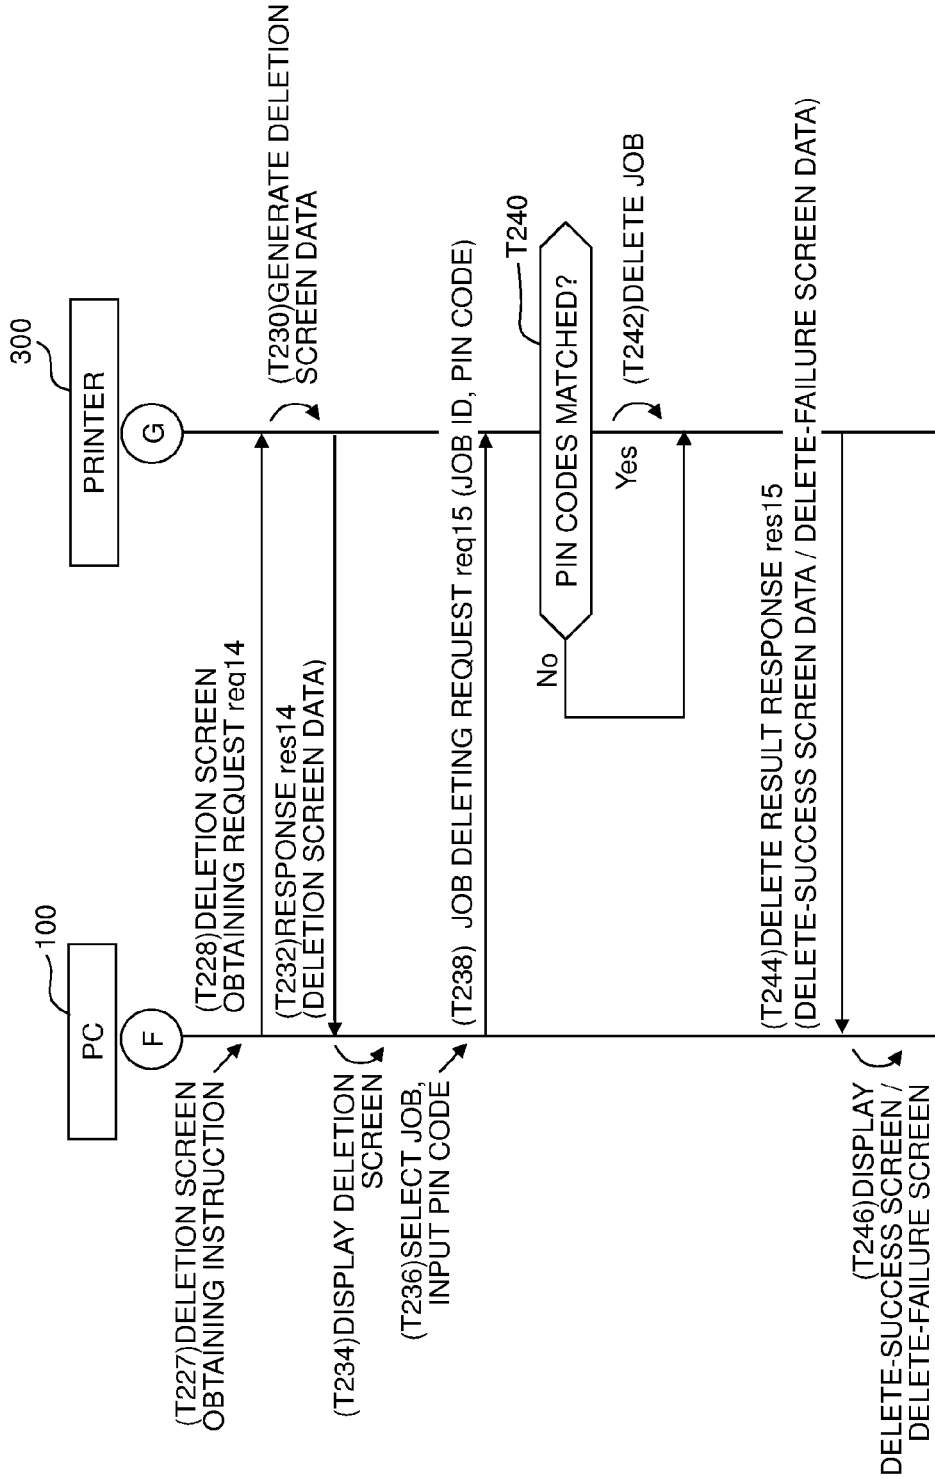 PC
100
PRINTER
300
F
G
(T227)DELETION SCREEN
OBTAINING INSTRUCTION
(T228)DELETION SCREEN
OBTAINING REQUEST req14
(T230)GENERATE DELETION
SCREEN DATA
(T232)RESPONSE res14
(DELETION SCREEN DATA)
(T234)DISPLAY DELETION
SCREEN
(T236)SELECT JOB,
INPUT PIN CODE
(T238) JOB DELETING REQUEST req15 (JOB ID, PIN CODE)
T240
PIN CODES MATCHED?
No
Yes
(T242)DELETE JOB
(T244)DELETE RESULT RESPONSE res15
(DELETE-SUCCESS SCREEN DATA / DELETE-FAILURE SCREEN DATA)
(T246)DISPLAY
DELETE-SUCCESS SCREEN /
DELETE-FAILURE SCREEN